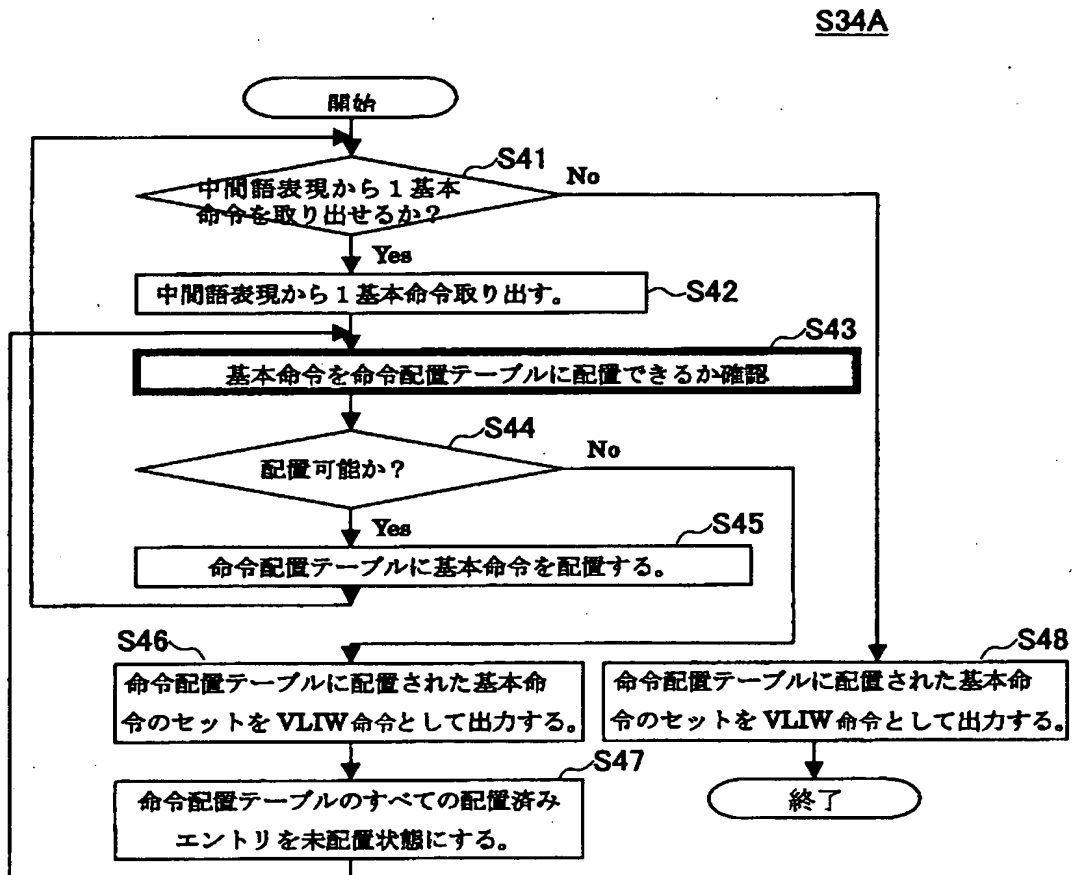 S34A
開始
S41
中間語表現から1基本
命令を取り出せるか?
No
Yes
中間語表現から1基本命令取り出す。
S42
S43
基本命令を命令配置テーブルに配置できるか確認
S44
配置可能か?
No
Yes
S45
命令配置テーブルに基本命令を配置する。
S46
命令配置テーブルに配置された基本命
令のセットをVLIW命令として出力する。
S48
命令配置テーブルに配置された基本命
令のセットをVLIW命令として出力する。
S47
命令配置テーブルのすべての配置済み
エントリを未配置状態にする。
終了